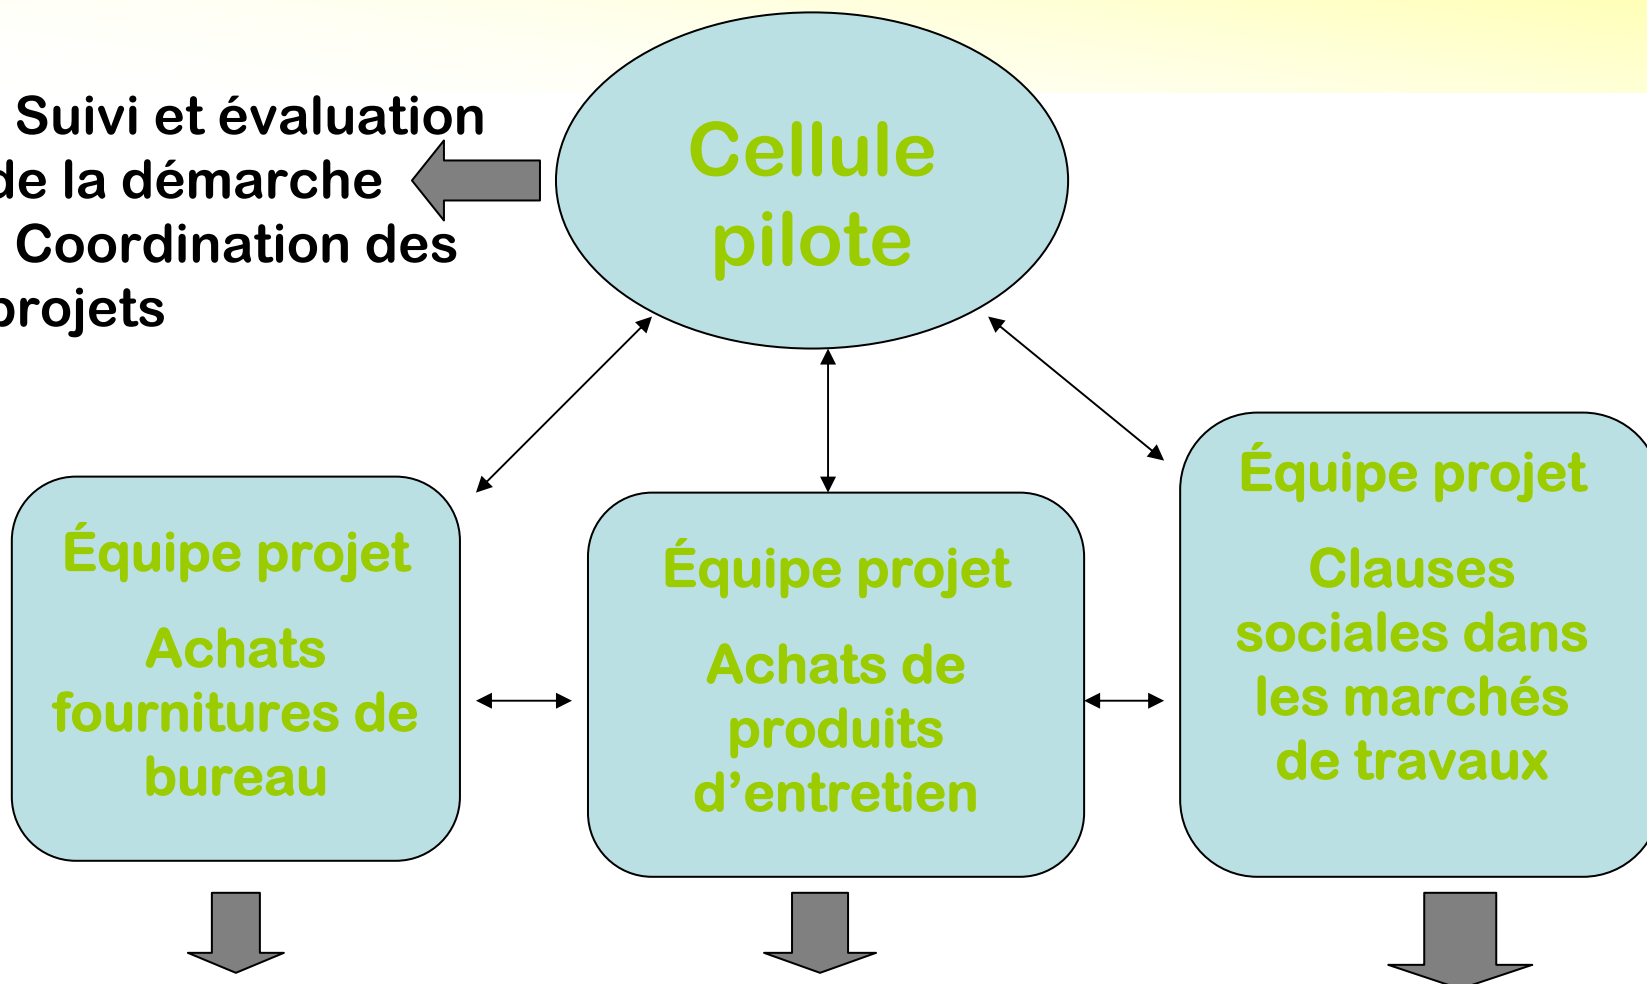 Suivi et évaluation
de la démarche
Coordination des
projets
Cellule
pilote
Équipe projet
Achats
fournitures de
bureau
Équipe projet
Achats de
produits
d’entretien
Équipe projet
Clauses
sociales dans
les marchés
de travaux